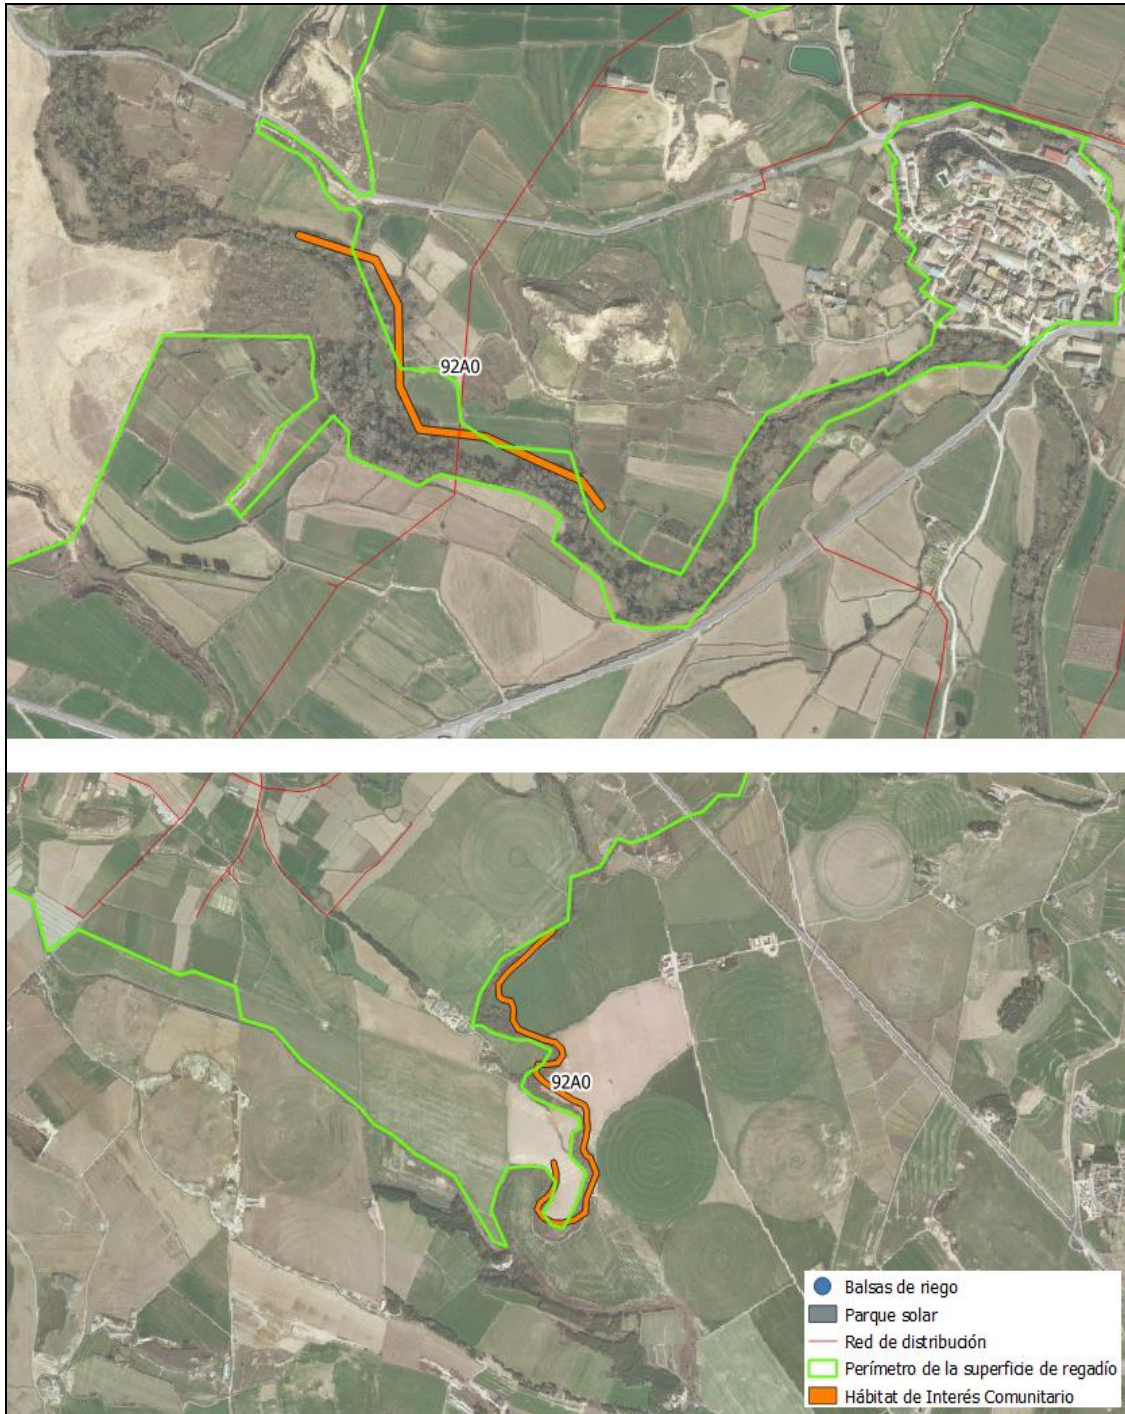 92A0
92A0
Balsas de riego
Parque solar
Red de distribución
Perímetro de la superficie de regadío
Hábitat de Interés Comunitario